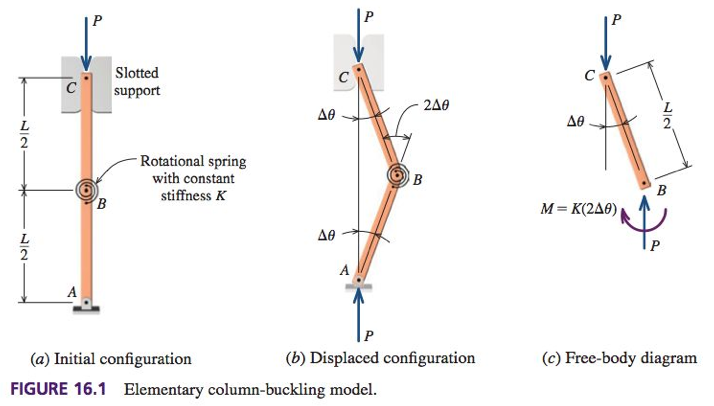 P
Slotted
support
C
L/2
Rotational spring
with constant
stiffness K
B
L/2
A
(a) Initial configuration
P
C
Δθ
2Δθ
B
Δθ
A
P
(b) Displaced configuration
P
C
Δθ
L/2
B
M = K(2Δθ)
P
(c) Free-body diagram
FIGURE 16.1 Elementary column-buckling model.